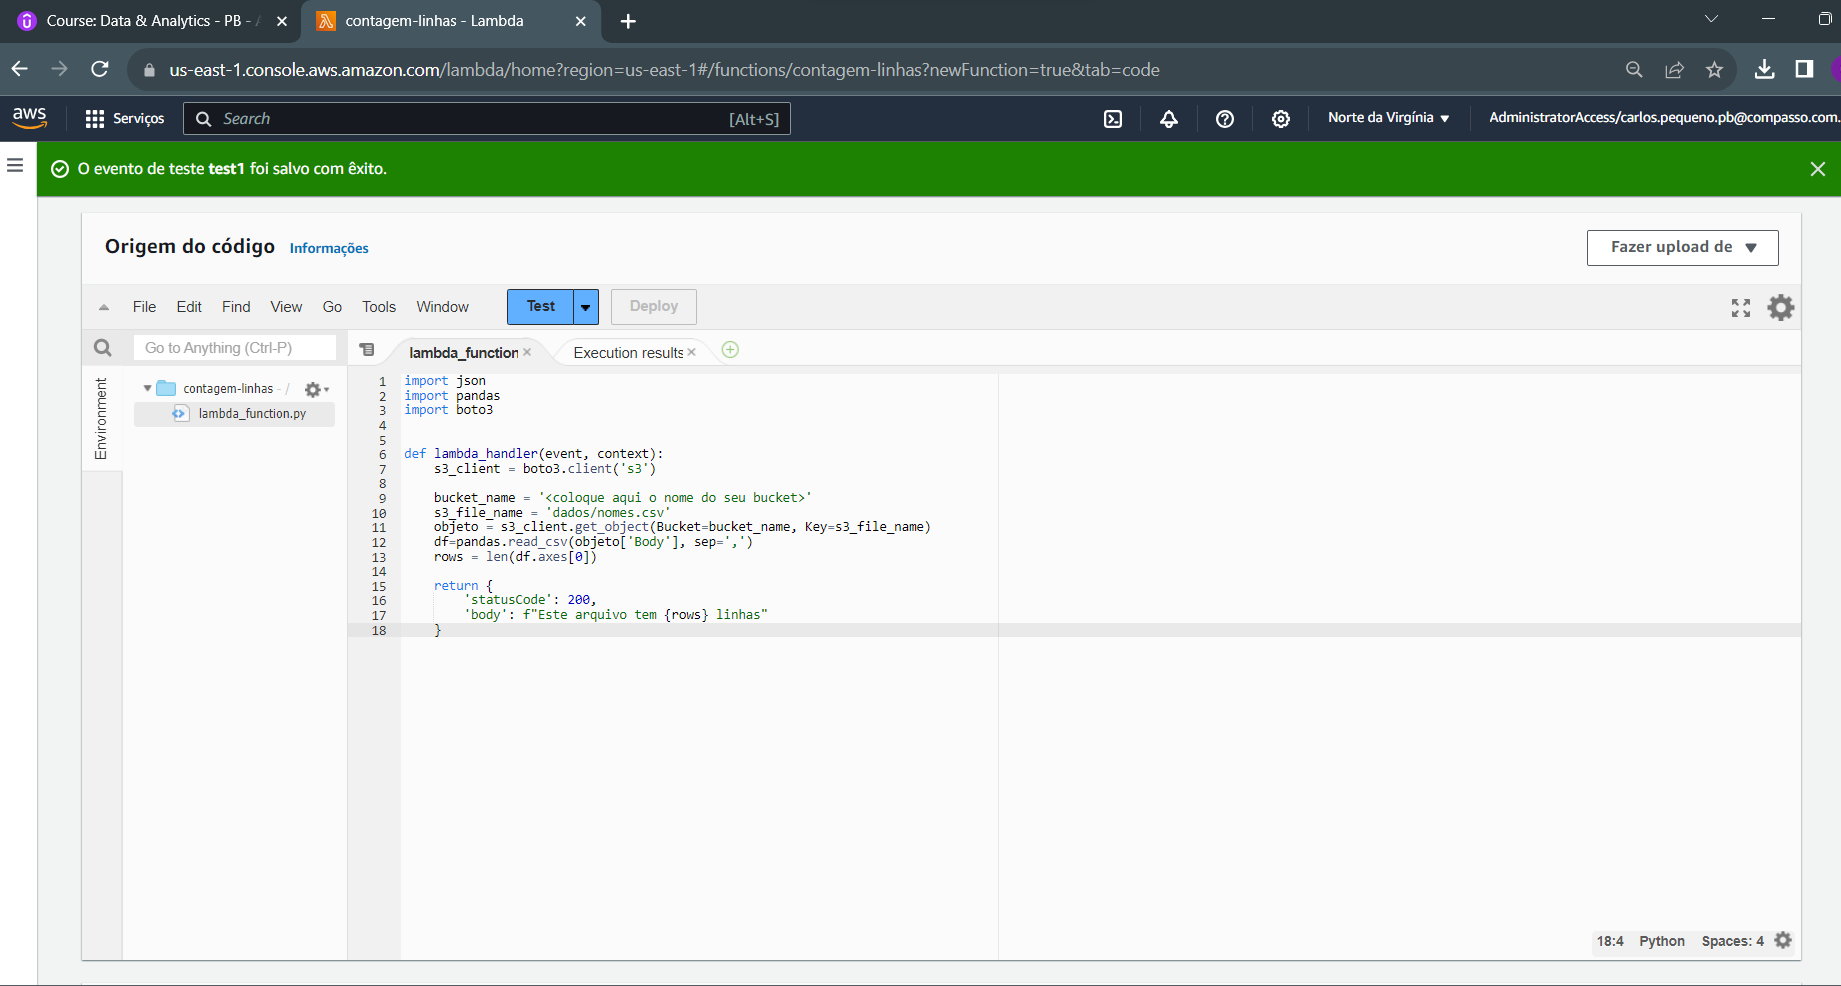 Course: Data & Analytics - PB -
contagem-linhas - Lambda
us-east-1.console.aws.amazon.com/lambda/home?region=us-east-1#/functions/contagem-linhas?newFunction=true&tab=code
aws
Serviços
Search
[Alt+S]
Norte da Virgínia
AdministratorAccess/carlos.pequeno.pb@compasso.com.
O evento de teste test1 foi salvo com êxito.
Origem do código
Informações
Fazer upload de
File Edit Find View Go Tools Window
Test
Deploy
Go to Anything (Ctrl-P)
lambda_function
Execution results
Environment
contagem-linhas - /
lambda_function.py
1 import json
2 import pandas
3 import boto3
4
5
6 def lambda_handler(event, context):
7     s3_client = boto3.client('s3')
8
9     bucket_name = '<coloque aqui o nome do seu bucket>'
10     s3_file_name = 'dados/nomes.csv'
11     objeto = s3_client.get_object(Bucket=bucket_name, Key=s3_file_name)
12     df=pandas.read_csv(objeto['Body'], sep=',')
13     rows = len(df.axes[0])
14
15     return {
16         'statusCode': 200,
17         'body': f"Este arquivo tem {rows} linhas"
18     }
18:4 Python Spaces: 4